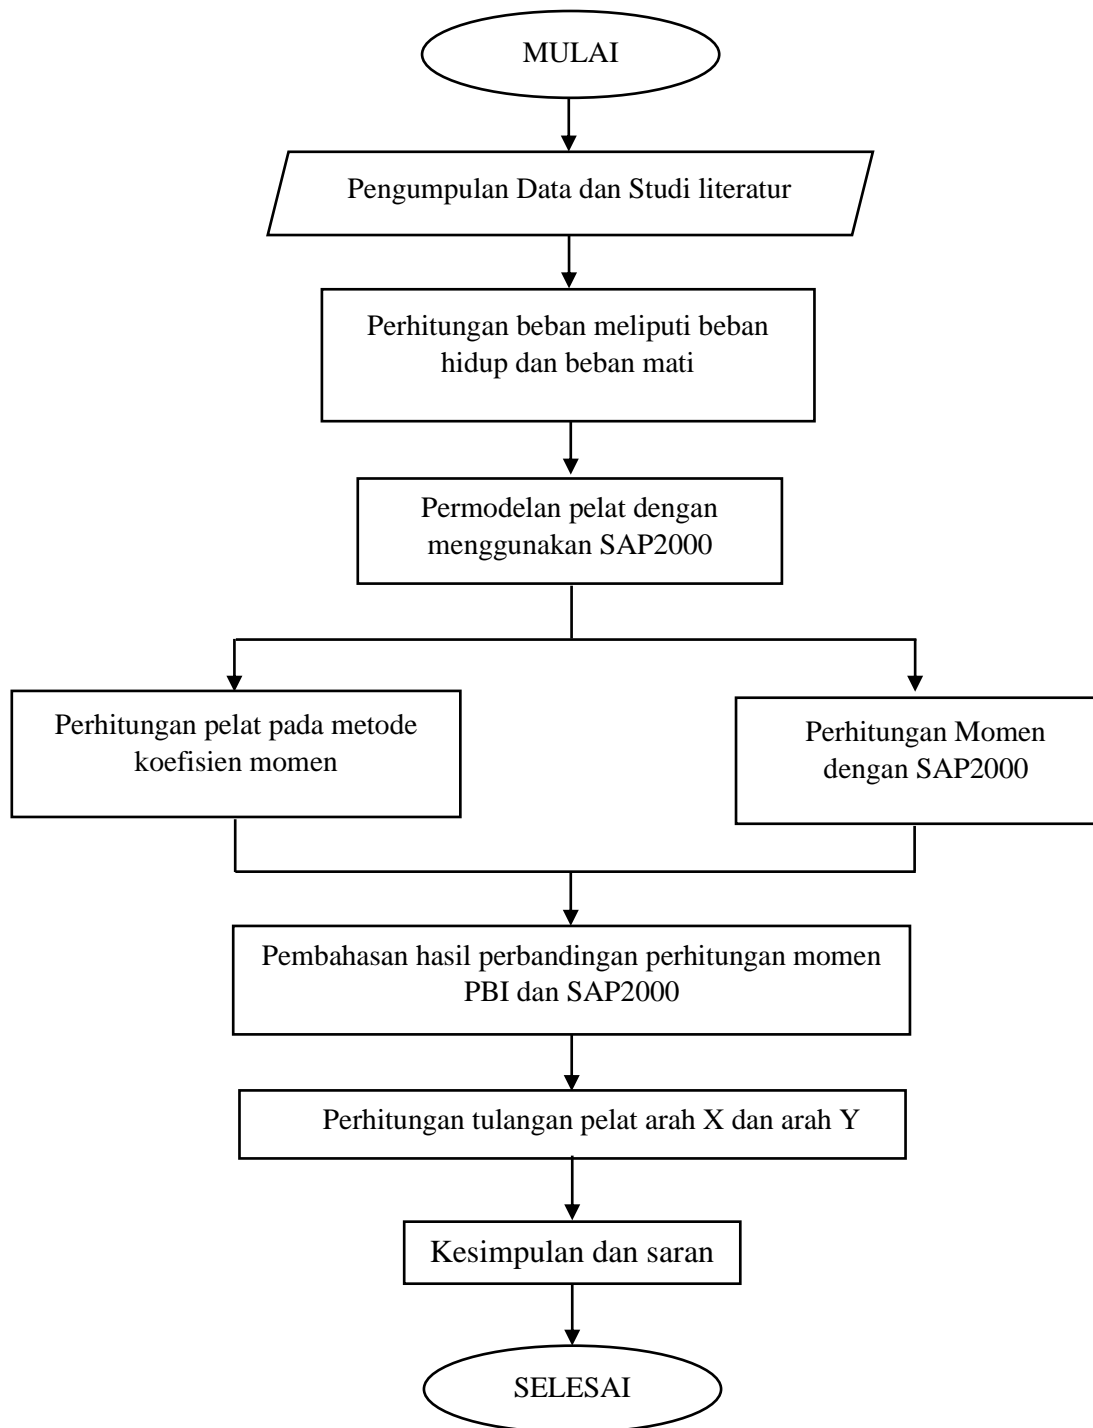 MULAI
Pengumpulan Data dan Studi literatur
Perhitungan beban meliputi beban
hidup dan beban mati
Permodelan pelat dengan
menggunakan SAP2000
Perhitungan pelat pada metode
koefisien momen
Perhitungan Momen
dengan SAP2000
Pembahasan hasil perbandingan perhitungan momen
PBI dan SAP2000
Perhitungan tulangan pelat arah X dan arah Y
Kesimpulan dan saran
SELESAI